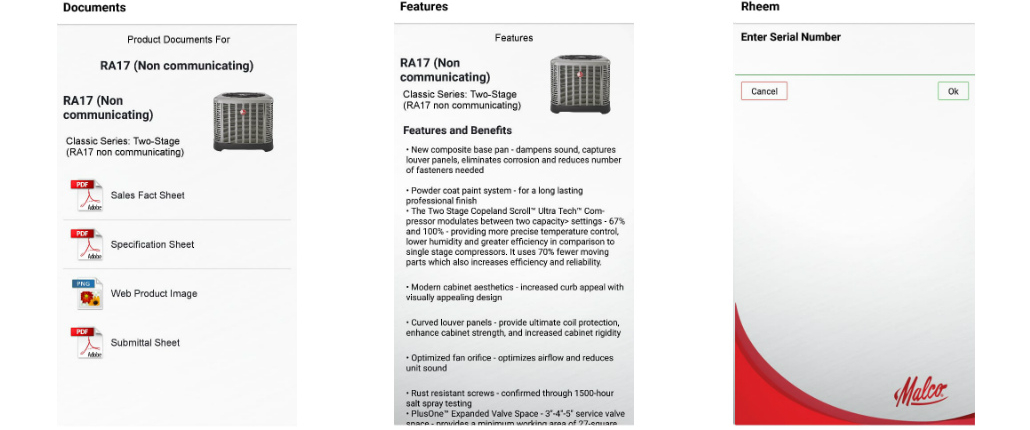 Documents
Product Documents For
RA17 (Non communicating)
RA17 (Non
communicating)
Classic Series: Two-Stage
(RA17 non communicating)
PDF
Adobe
Sales Fact Sheet
PDF
Adobe
Specification Sheet
PNG
Web Product Image
PDF
Adobe
Submittal Sheet
Features
Features
RA17 (Non
communicating)
Classic Series: Two-Stage
(RA17 non communicating)
Features and Benefits
• New composite base pan - dampens sound, captures
louver panels, eliminates corrosion and reduces number
of fasteners needed
• Powder coat paint system - for a long lasting
professional finish
• The Two Stage Copeland Scroll™ Ultra Tech™ Com-
pressor modulates between two capacity> settings - 67%
and 100% - providing more precise temperature control,
lower humidity and greater efficiency in comparison to
single stage compressors. It uses 70% fewer moving
parts which also increases efficiency and reliability.
• Modern cabinet aesthetics - increased curb appeal with
visually appealing design
• Curved louver panels - provide ultimate coil protection,
enhance cabinet strength, and increased cabinet rigidity
• Optimized fan orifice - optimizes airflow and reduces
unit sound
• Rust resistant screws - confirmed through 1500-hour
salt spray testing
• PlusOne™ Expanded Valve Space - 3"-4"-5" service valve
space - provides a minimum working area of 27-square
Rheem
Enter Serial Number
Cancel
Ok
Malco